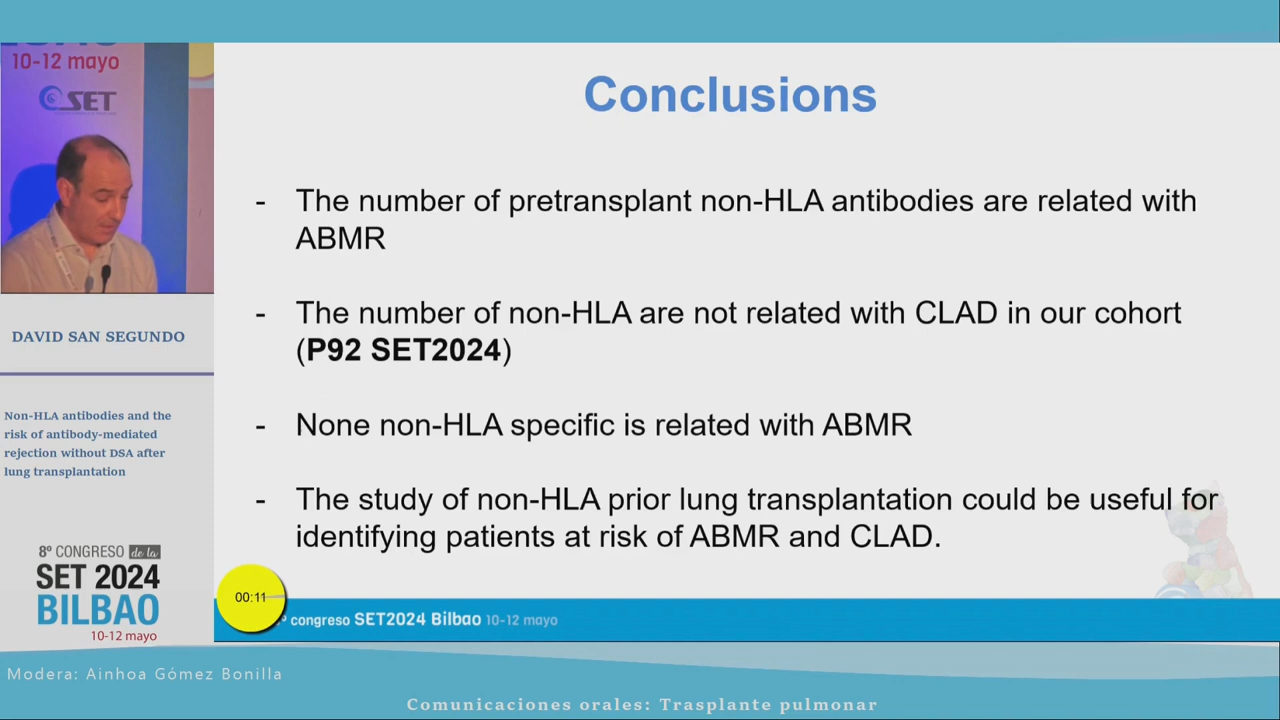 10-12 mayo
SET
DAVID SAN SEGUNDO
Non-HLA antibodies and the
risk of antibody-mediated
rejection without DSA after
lung transplantation
8º CONGRESO de la
SET 2024
BILBAO
10-12 mayo
Conclusions
- The number of pretransplant non-HLA antibodies are related with
ABMR
- The number of non-HLA are not related with CLAD in our cohort
(P92 SET2024)
- None non-HLA specific is related with ABMR
- The study of non-HLA prior lung transplantation could be useful for
identifying patients at risk of ABMR and CLAD.
00:11
congreso SET2024 Bilbao 10-12 mayo
Modera: Ainhoa Gómez Bonilla
Comunicaciones orales: Trasplante pulmonar